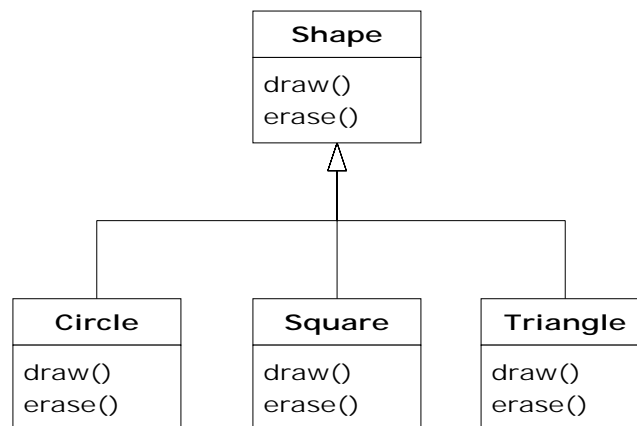 Shape
draw()
erase()
Circle
draw()
erase()
Square
draw()
erase()
Triangle
draw()
erase()